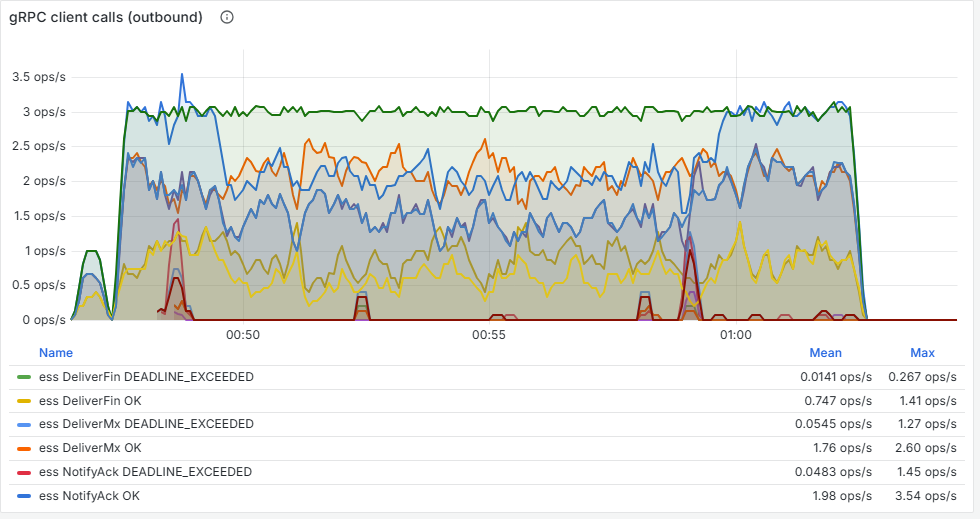 gRPC client calls (outbound)
3.5 ops/s
3 ops/s
2.5 ops/s
2 ops/s
1.5 ops/s
1 ops/s
0.5 ops/s
0 ops/s
00:50 00:55 01:00
Name Mean Max
ess DeliverFin DEADLINE_EXCEEDED 0.0141 ops/s 0.267 ops/s
ess DeliverFin OK 0.747 ops/s 1.41 ops/s
ess DeliverMx DEADLINE_EXCEEDED 0.0545 ops/s 1.27 ops/s
ess DeliverMx OK 1.76 ops/s 2.60 ops/s
ess NotifyAck DEADLINE_EXCEEDED 0.0483 ops/s 1.45 ops/s
ess NotifyAck OK 1.98 ops/s 3.54 ops/s